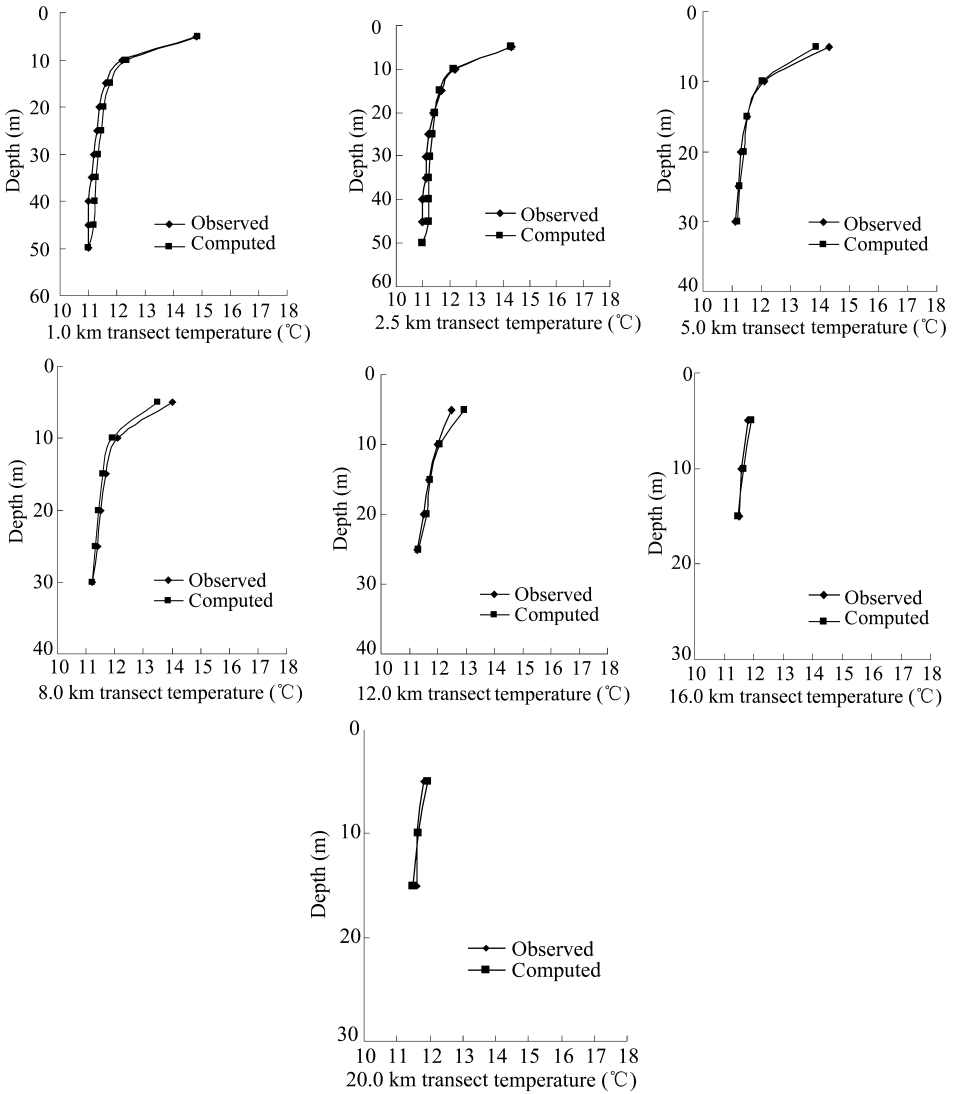 0
10
20
30
40
50
60
Depth (m)
Observed
Computed
10 11 12 13 14 15 16 17 18
1.0 km transect temperature (℃)
0
10
20
30
40
50
60
Depth (m)
Observed
Computed
10 11 12 13 14 15 16 17 18
2.5 km transect temperature (℃)
0
10
20
30
40
Depth (m)
Observed
Computed
10 11 12 13 14 15 16 17 18
5.0 km transect temperature (℃)
0
10
20
30
40
Depth (m)
Observed
Computed
10 11 12 13 14 15 16 17 18
8.0 km transect temperature (℃)
0
10
20
30
40
Depth (m)
Observed
Computed
10 11 12 13 14 15 16 17 18
12.0 km transect temperature (℃)
0
10
20
30
Depth (m)
Observed
Computed
10 11 12 13 14 15 16 17 18
16.0 km transect temperature (℃)
0
10
20
30
Depth (m)
Observed
Computed
10 11 12 13 14 15 16 17 18
20.0 km transect temperature (℃)